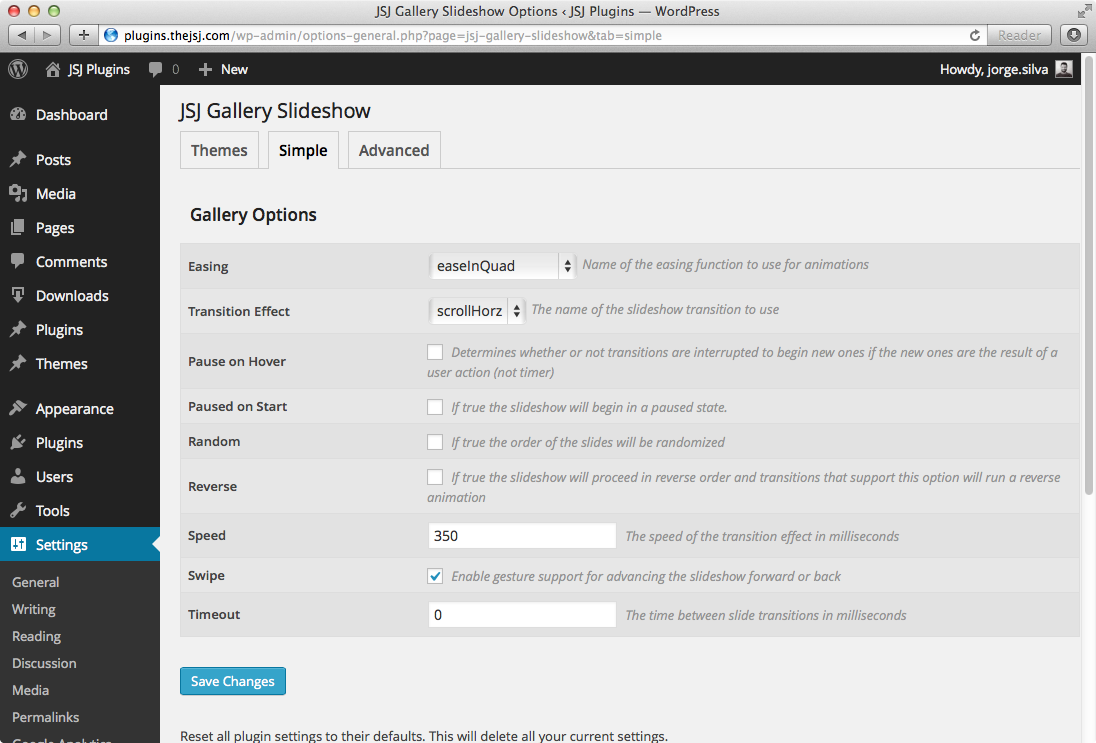 JSJ Gallery Slideshow Options ‹ JSJ Plugins — WordPress
plugins.thejsj.com/wp-admin/options-general.php?page=jsj-gallery-slideshow&tab=simple
Reader
JSJ Plugins
0
New
Howdy, jorge.silva
Dashboard
Posts
Media
Pages
Comments
Downloads
Plugins
Themes
Appearance
Plugins
Users
Tools
Settings
General
Writing
Reading
Discussion
Media
Permalinks
Google Analytics
JSJ Gallery Slideshow
Themes
Simple
Advanced
Gallery Options
Easing
easeInQuad
Name of the easing function to use for animations
Transition Effect
scrollHorz
The name of the slideshow transition to use
Pause on Hover
Determines whether or not transitions are interrupted to begin new ones if the new ones are the result of a
user action (not timer)
Paused on Start
If true the slideshow will begin in a paused state.
Random
If true the order of the slides will be randomized
Reverse
If true the slideshow will proceed in reverse order and transitions that support this option will run a reverse
animation
Speed
350
The speed of the transition effect in milliseconds
Swipe
Enable gesture support for advancing the slideshow forward or back
Timeout
0
The time between slide transitions in milliseconds
Save Changes
Reset all plugin settings to their defaults. This will delete all your current settings.